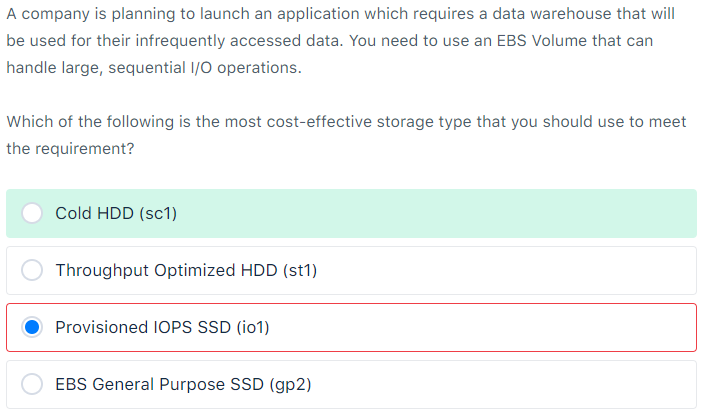 A company is planning to launch an application which requires a data warehouse that will
be used for their infrequently accessed data. You need to use an EBS Volume that can
handle large, sequential I/O operations.
Which of the following is the most cost-effective storage type that you should use to meet
the requirement?
Cold HDD (sc1)
Throughput Optimized HDD (st1)
Provisioned IOPS SSD (io1)
EBS General Purpose SSD (gp2)